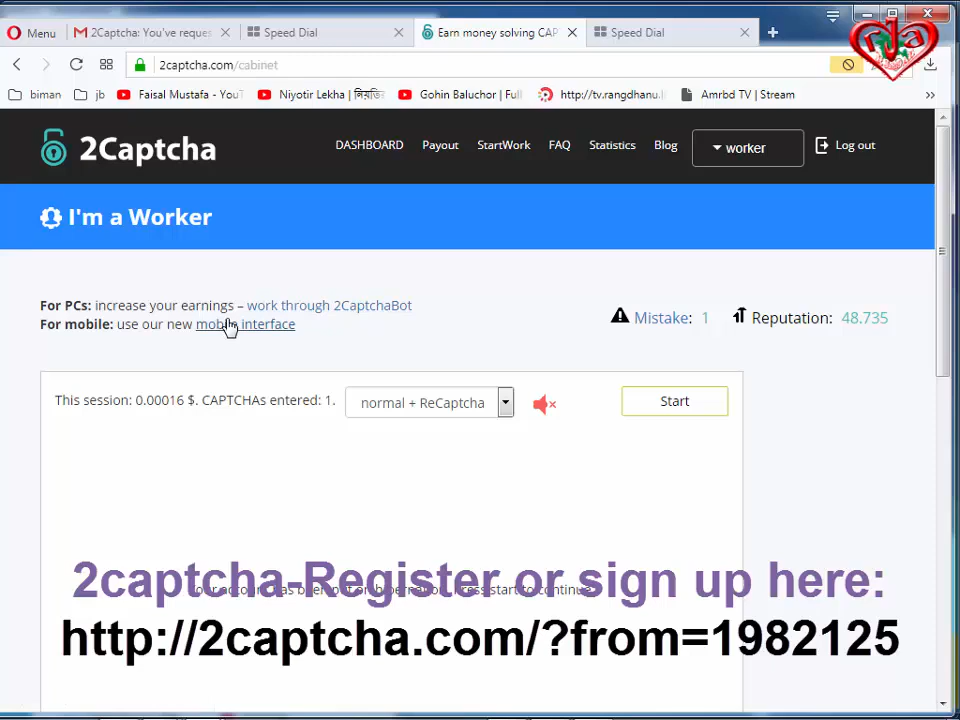 Menu
2Captcha: You've reques
Speed Dial
Earn money solving CAP
Speed Dial
2captcha.com/cabinet
biman
jb
Faisal Mustafa - YouT
Niyotir Lekha | নিয়তির
Gohin Baluchor | Full
http://tv.rangdhanu.l
Amrbd TV | Stream
2Captcha
DASHBOARD
Payout
StartWork
FAQ
Statistics
Blog
worker
Log out
I'm a Worker
For PCs: increase your earnings – work through 2CaptchaBot
For mobile: use our new mobile interface
Mistake: 1
Reputation: 48.735
This session: 0.00016 $. CAPTCHAs entered: 1.
normal + ReCaptcha
Start
2captcha-Register or sign up here:
http://2captcha.com/?from=1982125